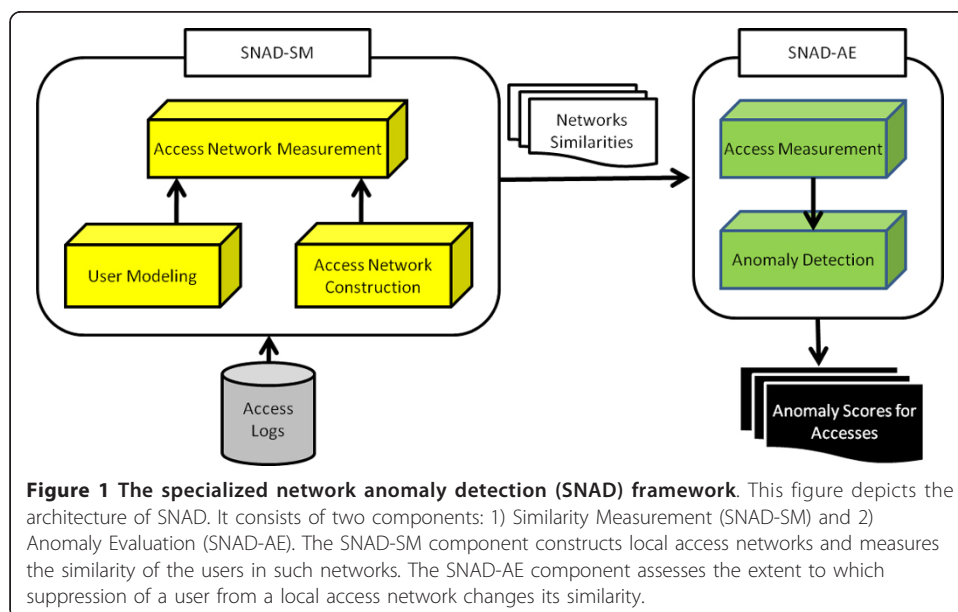 SNAD-SM
SNAD-AE
Access Network Measurement
User Modeling
Access Network
Construction
Networks
Similarities
Access Measurement
Anomaly Detection
Access
Logs
Anomaly Scores for
Accesses
Figure 1 The specialized network anomaly detection (SNAD) framework. This figure depicts the
architecture of SNAD. It consists of two components: 1) Similarity Measurement (SNAD-SM) and 2)
Anomaly Evaluation (SNAD-AE). The SNAD-SM component constructs local access networks and measures
the similarity of the users in such networks. The SNAD-AE component assesses the extent to which
suppression of a user from a local access network changes its similarity.